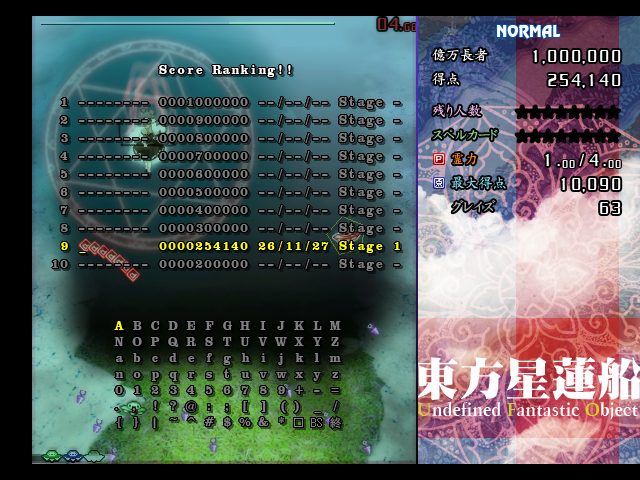 04.66
NORMAL
Score Ranking!!
億万長者 1,000,000
得点 254,140
残り人数
スペルカード
P 霊力 1.00/4.00
点 最大得点 10,090
グレイズ 63
1 -------- 0001000000 --/--/-- Stage -
2 -------- 0000900000 --/--/-- Stage -
3 -------- 0000800000 --/--/-- Stage -
4 -------- 0000700000 --/--/-- Stage -
5 -------- 0000600000 --/--/-- Stage -
6 -------- 0000500000 --/--/-- Stage -
7 -------- 0000400000 --/--/-- Stage -
8 -------- 0000300000 --/--/-- Stage -
9 _ 0000254140 26/11/27 Stage 1
10 -------- 0000200000 --/--/-- Stage -
A B C D E F G H I J K L M
N O P Q R S T U V W X Y Z
a b c d e f g h i j k l m
n o p q r s t u v w x y z
0 1 2 3 4 5 6 7 8 9 + - =
. , ! ? @ : ; [ ] ( ) _ /
{ } | ~ ^ # $ % & * □ BS 終
東方星蓮船
Undefined Fantastic Object